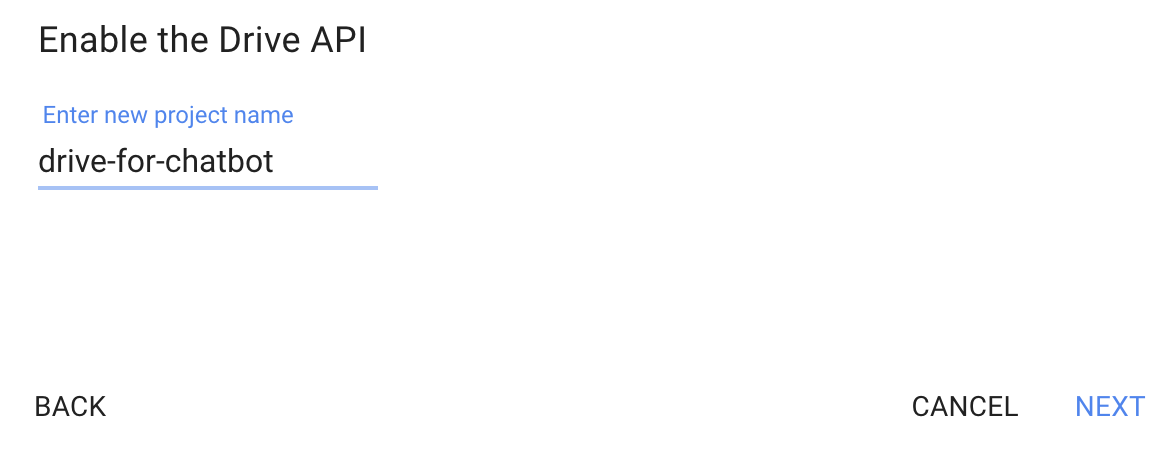 Enable the Drive API
Enter new project name
drive-for-chatbot
BACK CANCEL NEXT